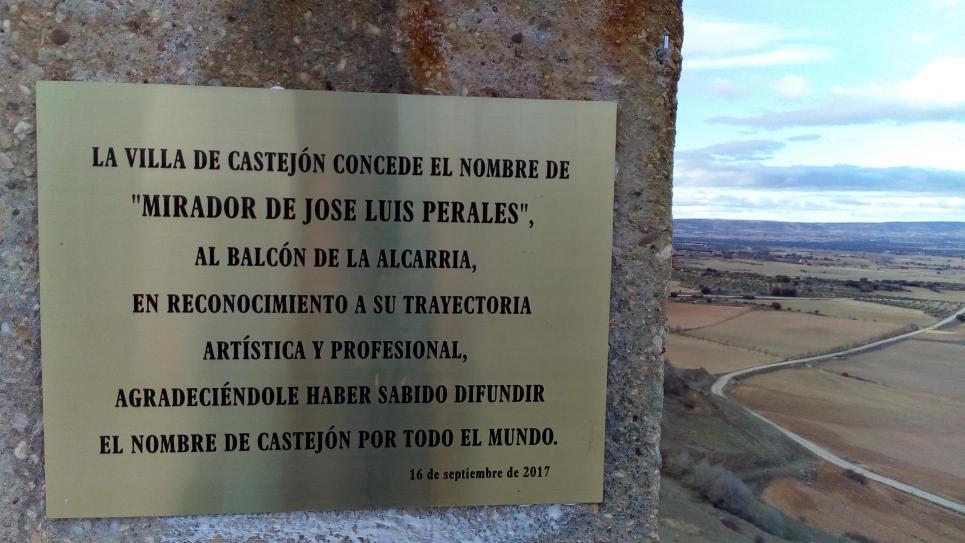 LA VILLA DE CASTEJÓN CONCEDE EL NOMBRE DE
"MIRADOR DE JOSE LUIS PERALES",
AL BALCÓN DE LA ALCARRIA,
EN RECONOCIMIENTO A SU TRAYECTORIA
ARTÍSTICA Y PROFESIONAL,
AGRADECIÉNDOLE HABER SABIDO DIFUNDIR
EL NOMBRE DE CASTEJÓN POR TODO EL MUNDO.
16 de septiembre de 2017